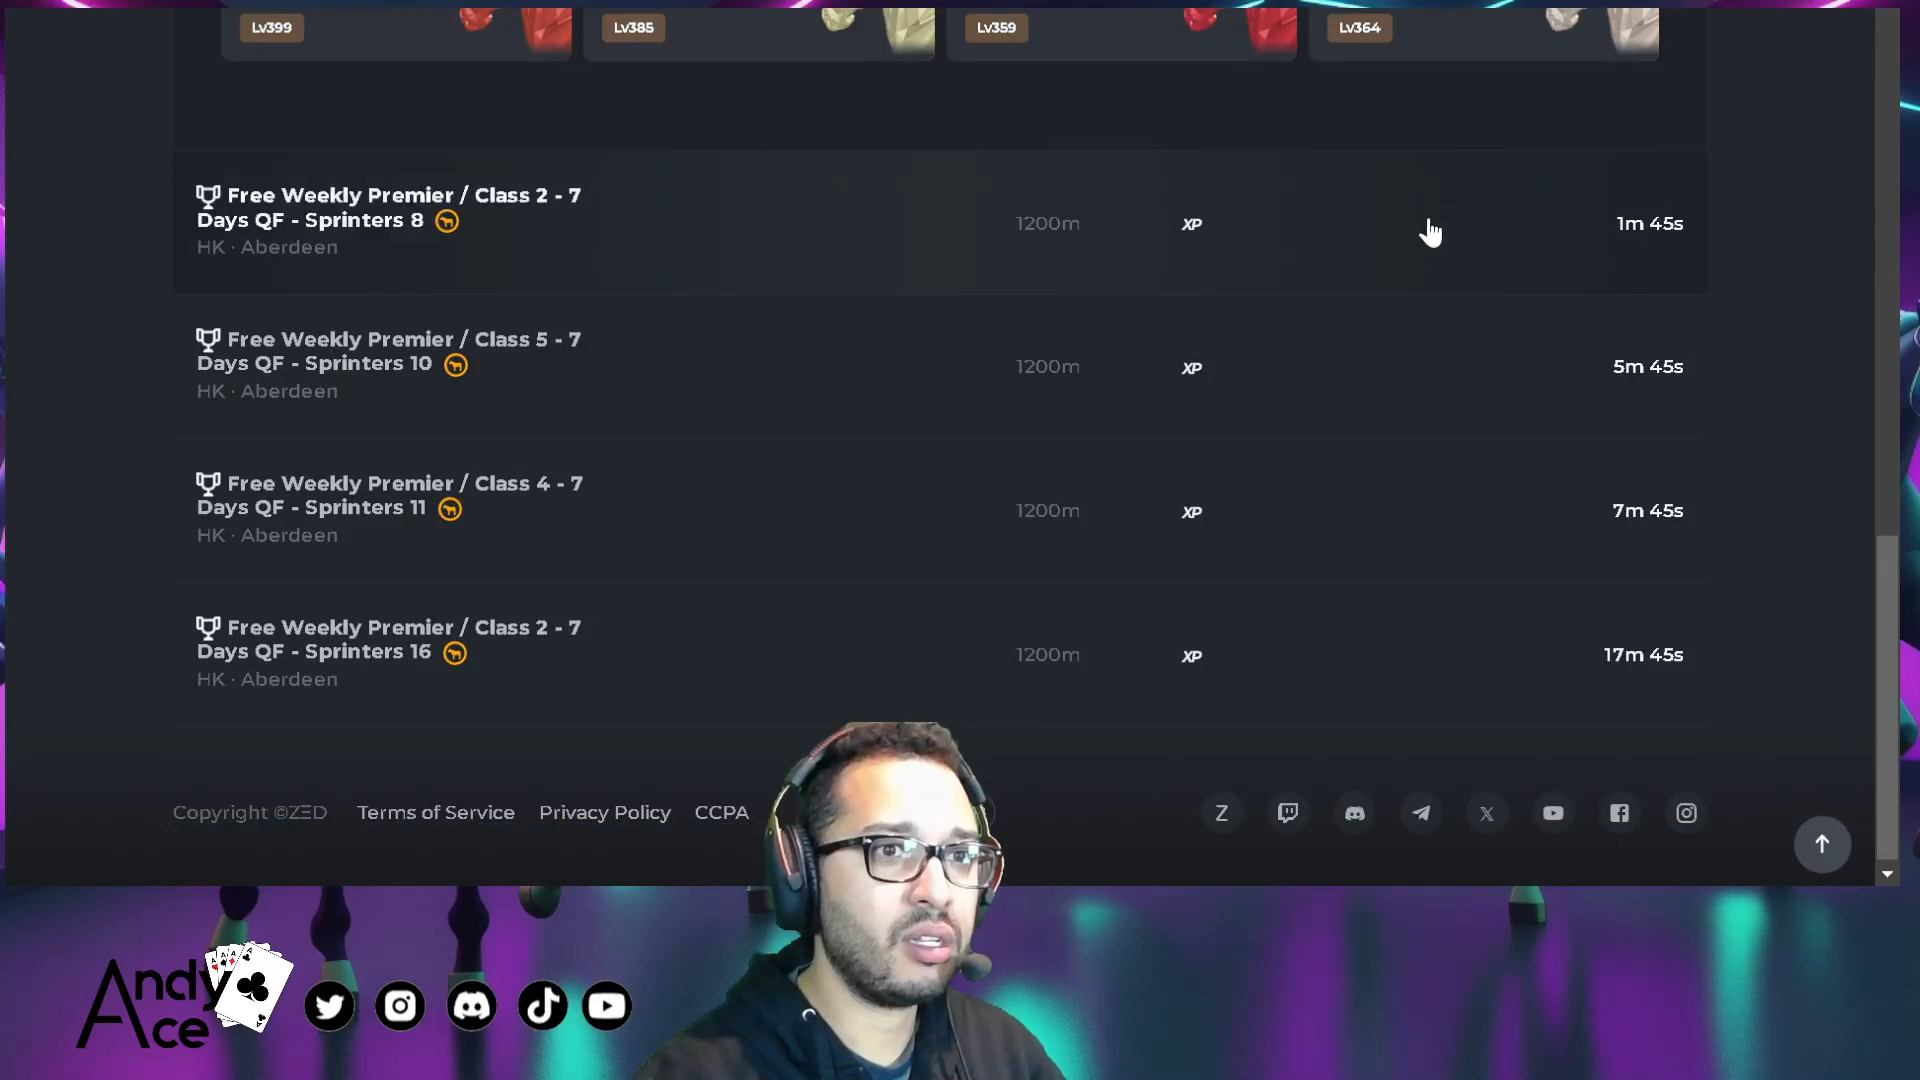 Lv399 Lv385 Lv359 Lv364
Free Weekly Premier / Class 2 - 7
Days QF - Sprinters 8
HK · Aberdeen
1200m XP 1m 45s
Free Weekly Premier / Class 5 - 7
Days QF - Sprinters 10
HK · Aberdeen
1200m XP 5m 45s
Free Weekly Premier / Class 4 - 7
Days QF - Sprinters 11
HK · Aberdeen
1200m XP 7m 45s
Free Weekly Premier / Class 2 - 7
Days QF - Sprinters 16
HK · Aberdeen
1200m XP 17m 45s
Copyright ©ZED Terms of Service Privacy Policy CCPA Z
Andy
Ace